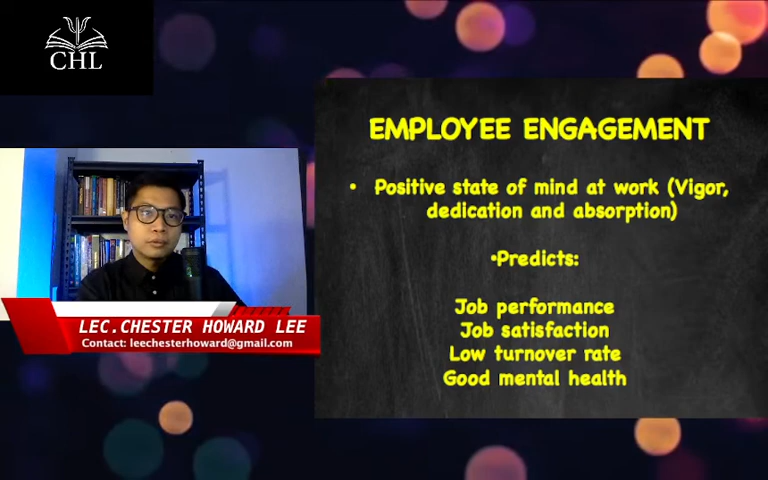 CHL
EMPLOYEE ENGAGEMENT
• Positive state of mind at work (Vigor,
dedication and absorption)
•Predicts:
Job performance
Job satisfaction
Low turnover rate
Good mental health
LEC.CHESTER HOWARD LEE
Contact: leechesterhoward@gmail.com